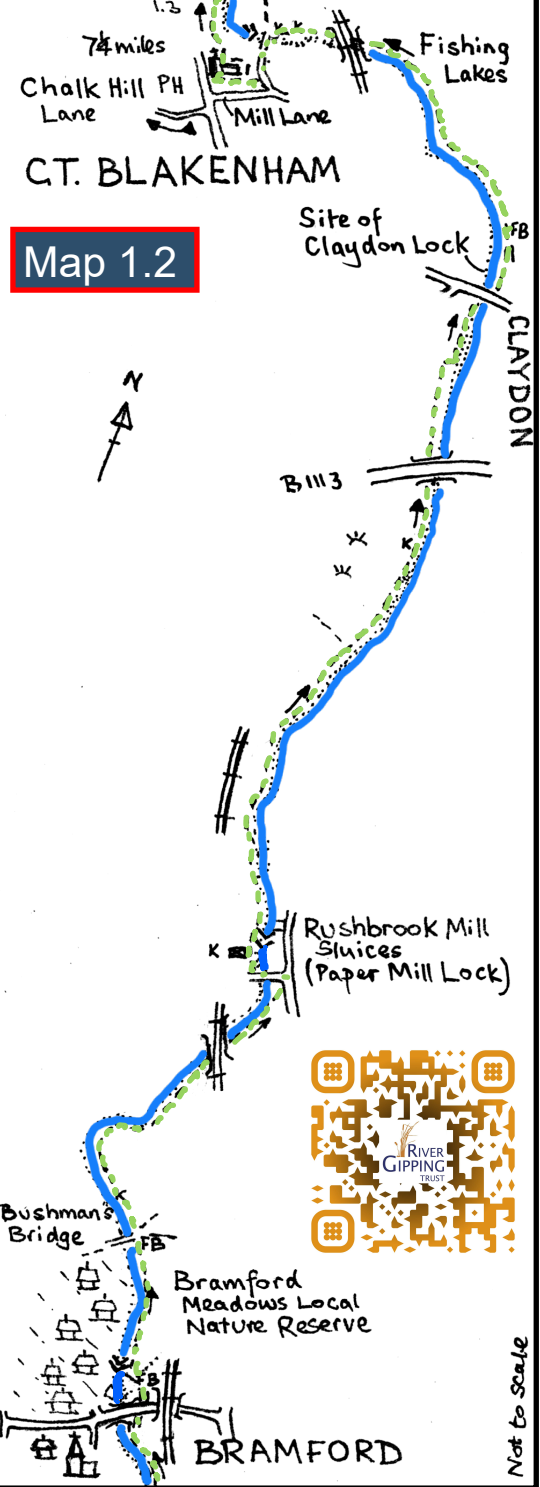 1.3
7¼ miles
Fishing
Lakes
Chalk Hill
Lane
PH
Mill Lane
GT. BLAKENHAM
Site of
Claydon Lock
FB
Map 1.2
CLAYDON
N
B1113
K
Rushbrook Mill
Sluices
(Paper Mill Lock)
K
RIVER
GIPPING
TRUST
K
Bushman's
Bridge
FB
Bramford
Meadows Local
Nature Reserve
B
BRAMFORD
Not to scale